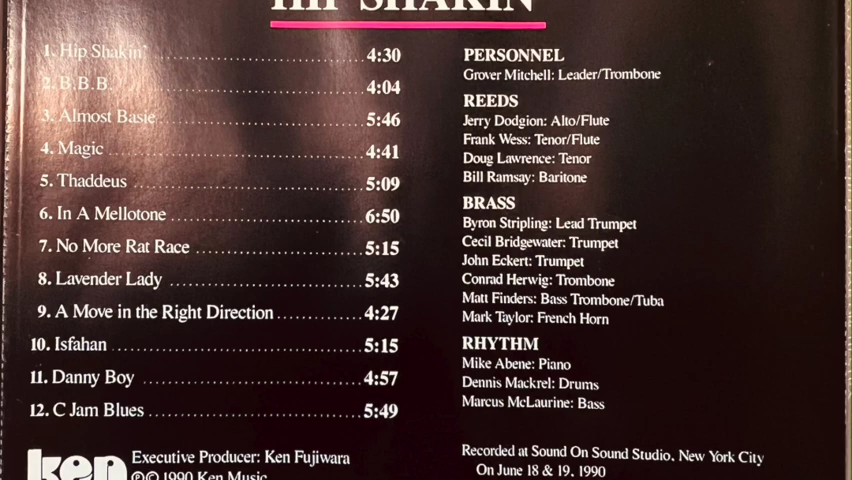 HIP SHAKIN'
1. Hip Shakin' 4:30
2. B.B.B. 4:04
3. Almost Basie 5:46
4. Magic 4:41
5. Thaddeus 5:09
6. In A Mellotone 6:50
7. No More Rat Race 5:15
8. Lavender Lady 5:43
9. A Move in the Right Direction 4:27
10. Isfahan 5:15
11. Danny Boy 4:57
12. C Jam Blues 5:49
PERSONNEL
Grover Mitchell: Leader/Trombone
REEDS
Jerry Dodgion: Alto/Flute
Frank Wess: Tenor/Flute
Doug Lawrence: Tenor
Bill Ramsay: Baritone
BRASS
Byron Stripling: Lead Trumpet
Cecil Bridgewater: Trumpet
John Eckert: Trumpet
Conrad Herwig: Trombone
Matt Finders: Bass Trombone/Tuba
Mark Taylor: French Horn
RHYTHM
Mike Abene: Piano
Dennis Mackrel: Drums
Marcus McLaurine: Bass
ken
Executive Producer: Ken Fujiwara
℗© 1990 Ken Music
Recorded at Sound On Sound Studio, New York City
On June 18 & 19, 1990